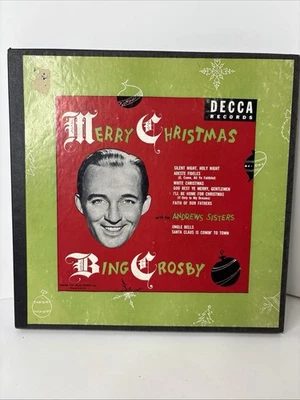 DECCA
RECORDS
Merry Christmas
SILENT NIGHT, HOLY NIGHT
ADESTE FIDELES
(O, Come, All Ye Faithful)
WHITE CHRISTMAS
GOD REST YE MERRY, GENTLEMEN
I'LL BE HOME FOR CHRISTMAS
(If Only In My Dreams)
FAITH OF OUR FATHERS
with the ANDREWS SISTERS
JINGLE BELLS
SANTA CLAUS IS COMIN' TO TOWN
Bing Crosby